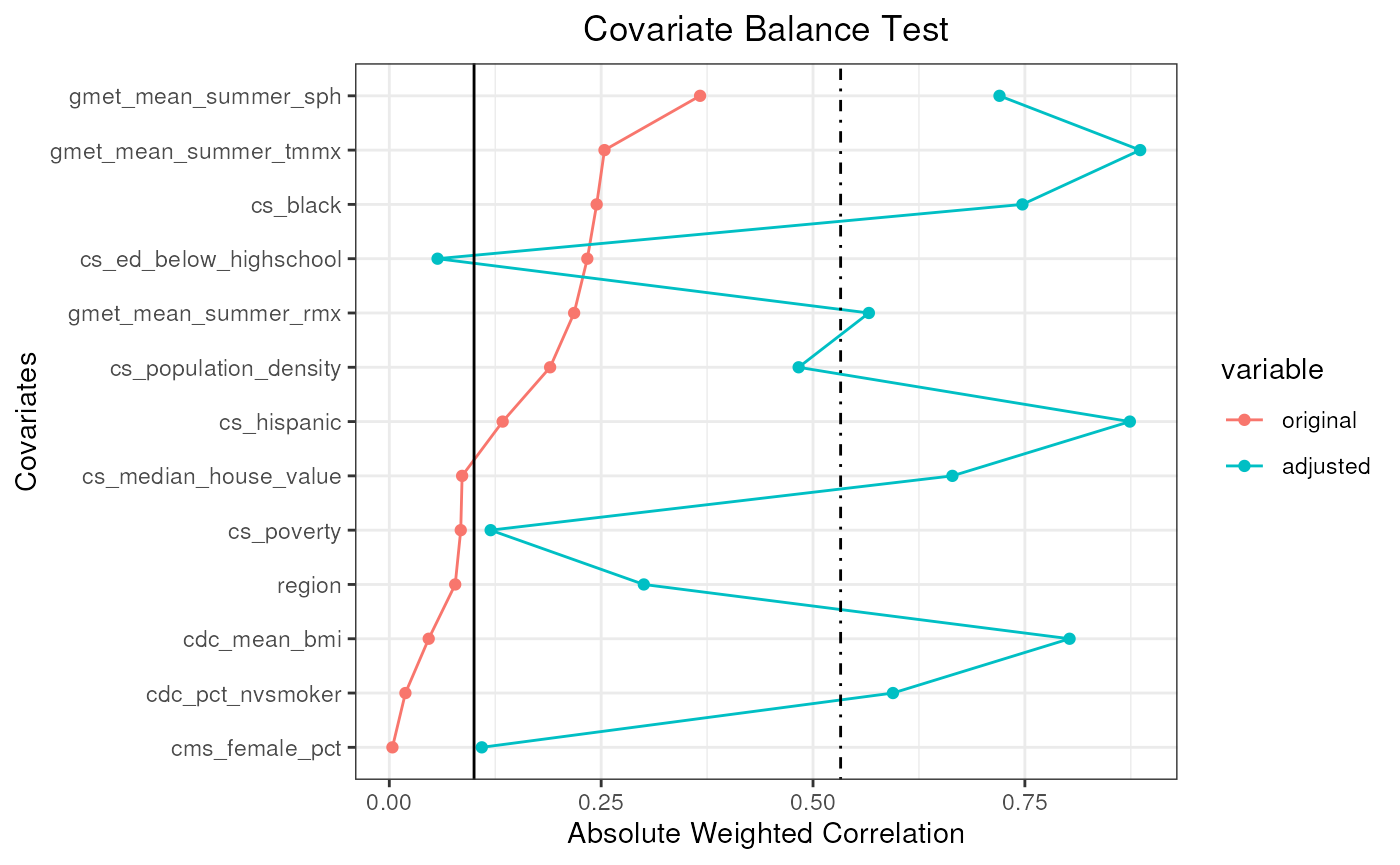 Covariate Balance Test
gmet_mean_summer_sph
gmet_mean_summer_tmmx
cs_black
cs_ed_below_highschool
gmet_mean_summer_rmx
cs_population_density
cs_hispanic
cs_median_house_value
cs_poverty
region
cdc_mean_bmi
cdc_pct_nvsmoker
cms_female_pct
Covariates
0.00 0.25 0.50 0.75
Absolute Weighted Correlation
variable
original
adjusted